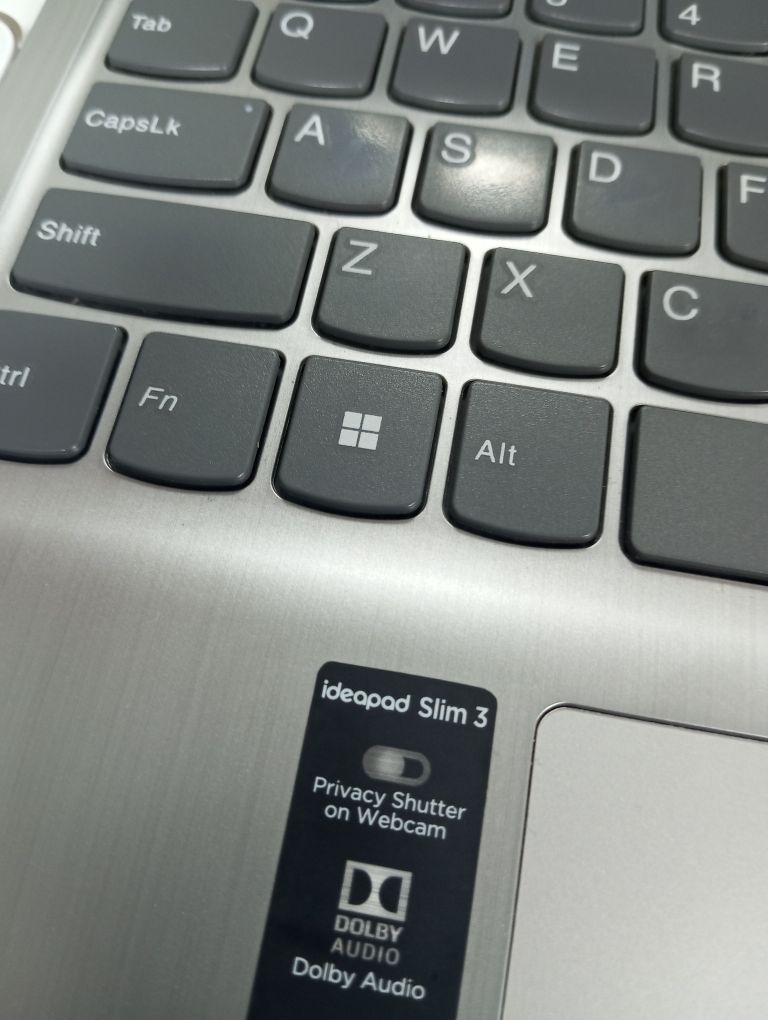 4
Tab Q W E R
CapsLk A S D F
Shift Z X C
trl Fn Alt
ideapad Slim 3
Privacy Shutter
on Webcam
DOLBY
AUDIO
Dolby Audio